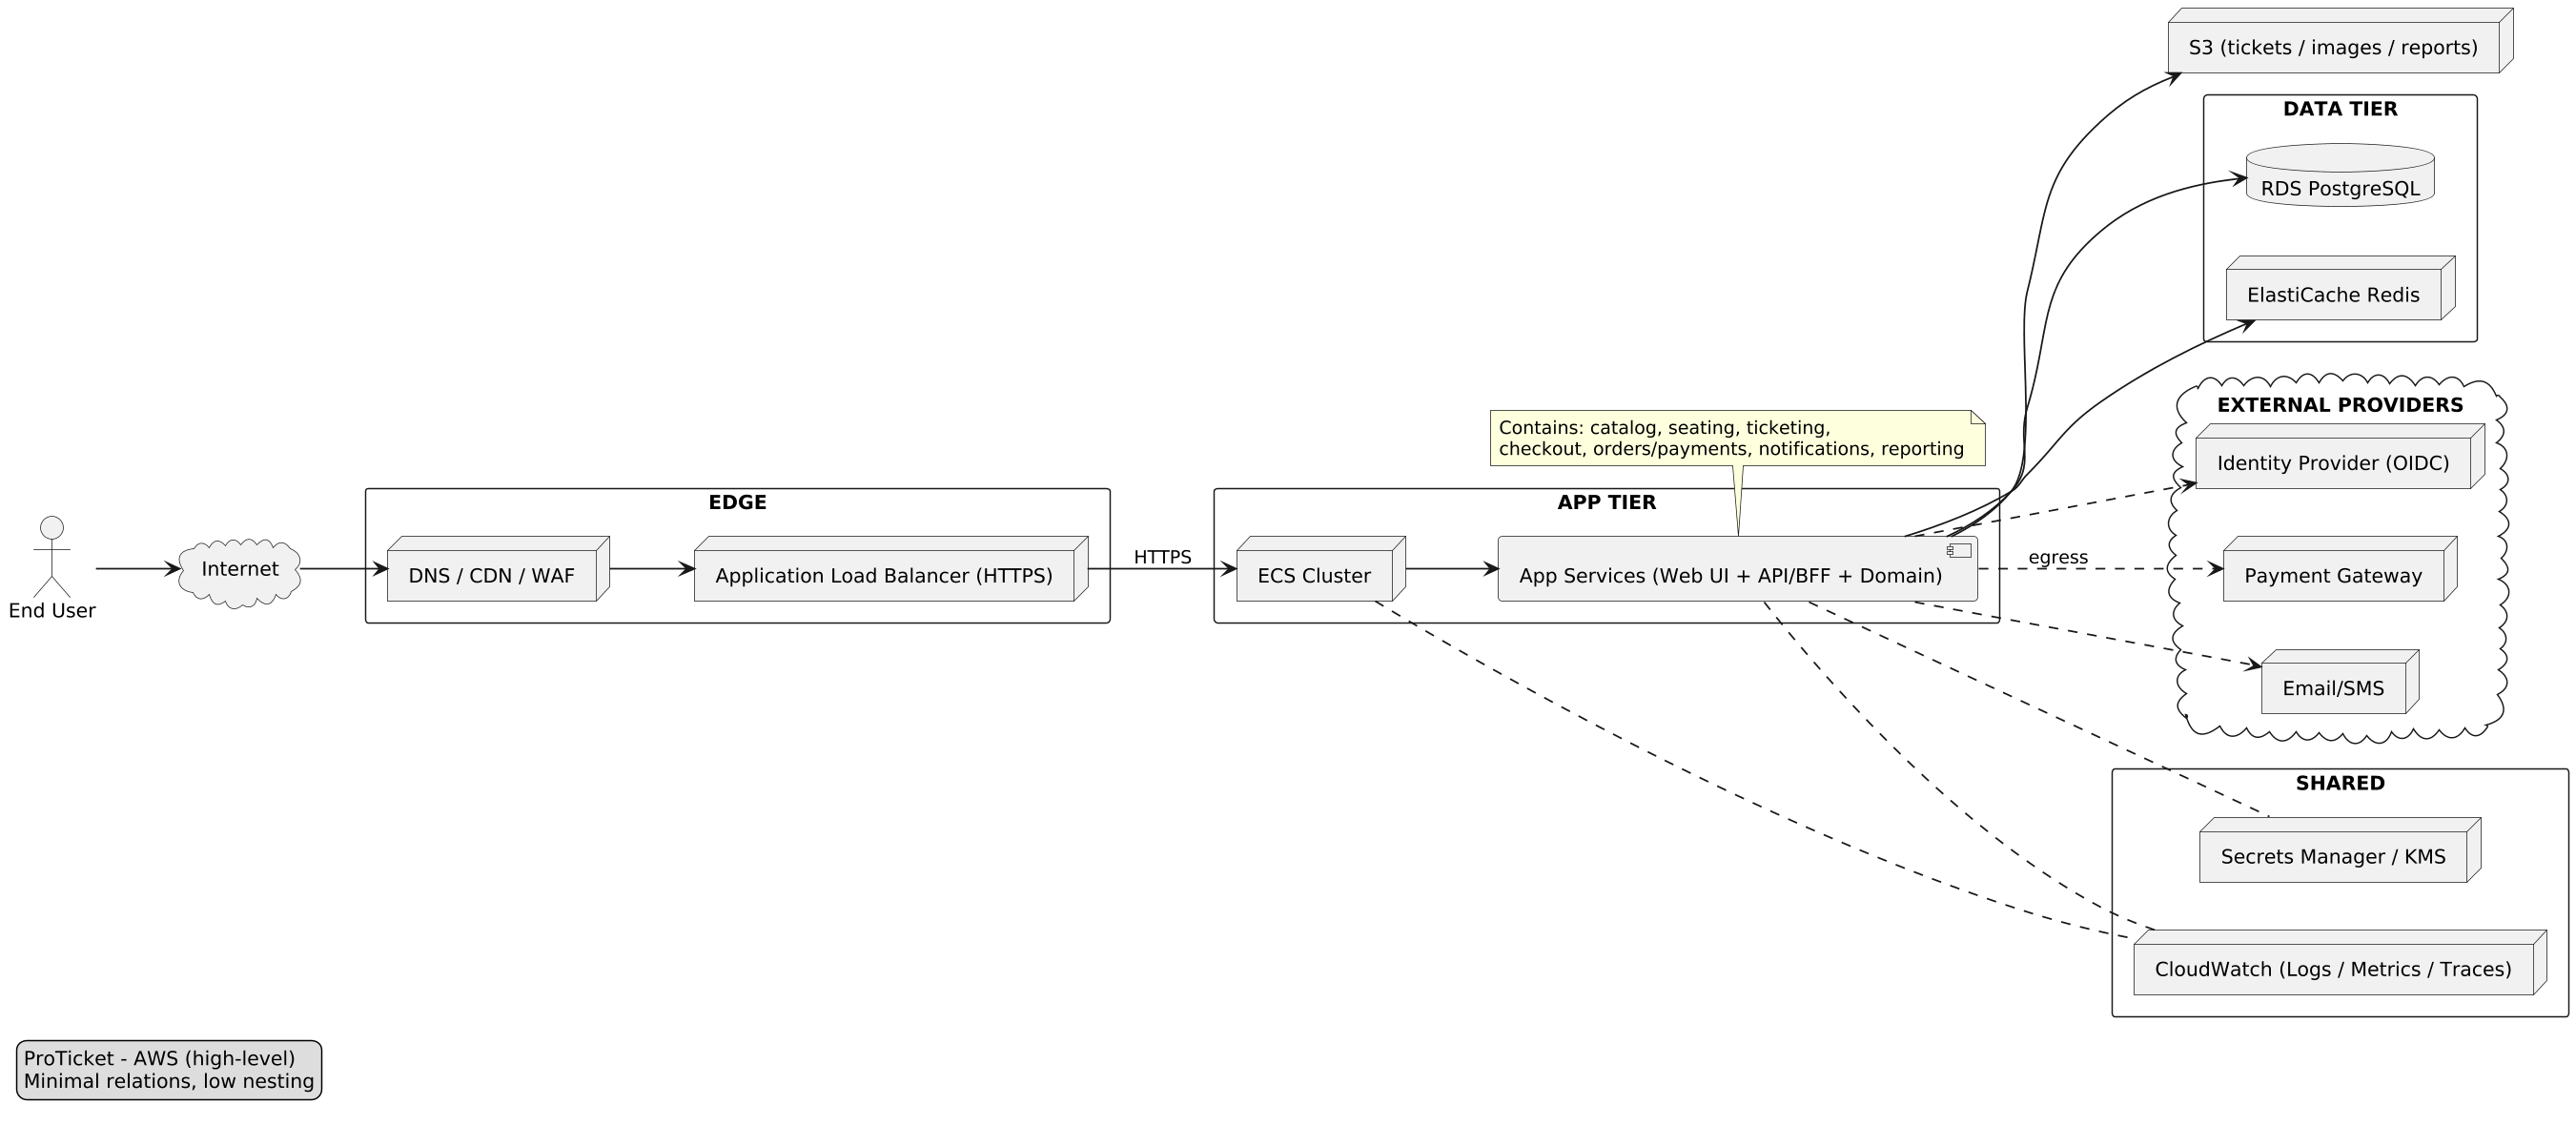 S3 (tickets / images / reports)
DATA TIER
RDS PostgreSQL
ElastiCache Redis
EXTERNAL PROVIDERS
Contains: catalog, seating, ticketing,
checkout, orders/payments, notifications, reporting
Identity Provider (OIDC)
EDGE
APP TIER
HTTPS
egress
End User
Internet
DNS / CDN / WAF
Application Load Balancer (HTTPS)
ECS Cluster
App Services (Web UI + API/BFF + Domain)
Payment Gateway
Email/SMS
SHARED
Secrets Manager / KMS
CloudWatch (Logs / Metrics / Traces)
ProTicket - AWS (high-level)
Minimal relations, low nesting